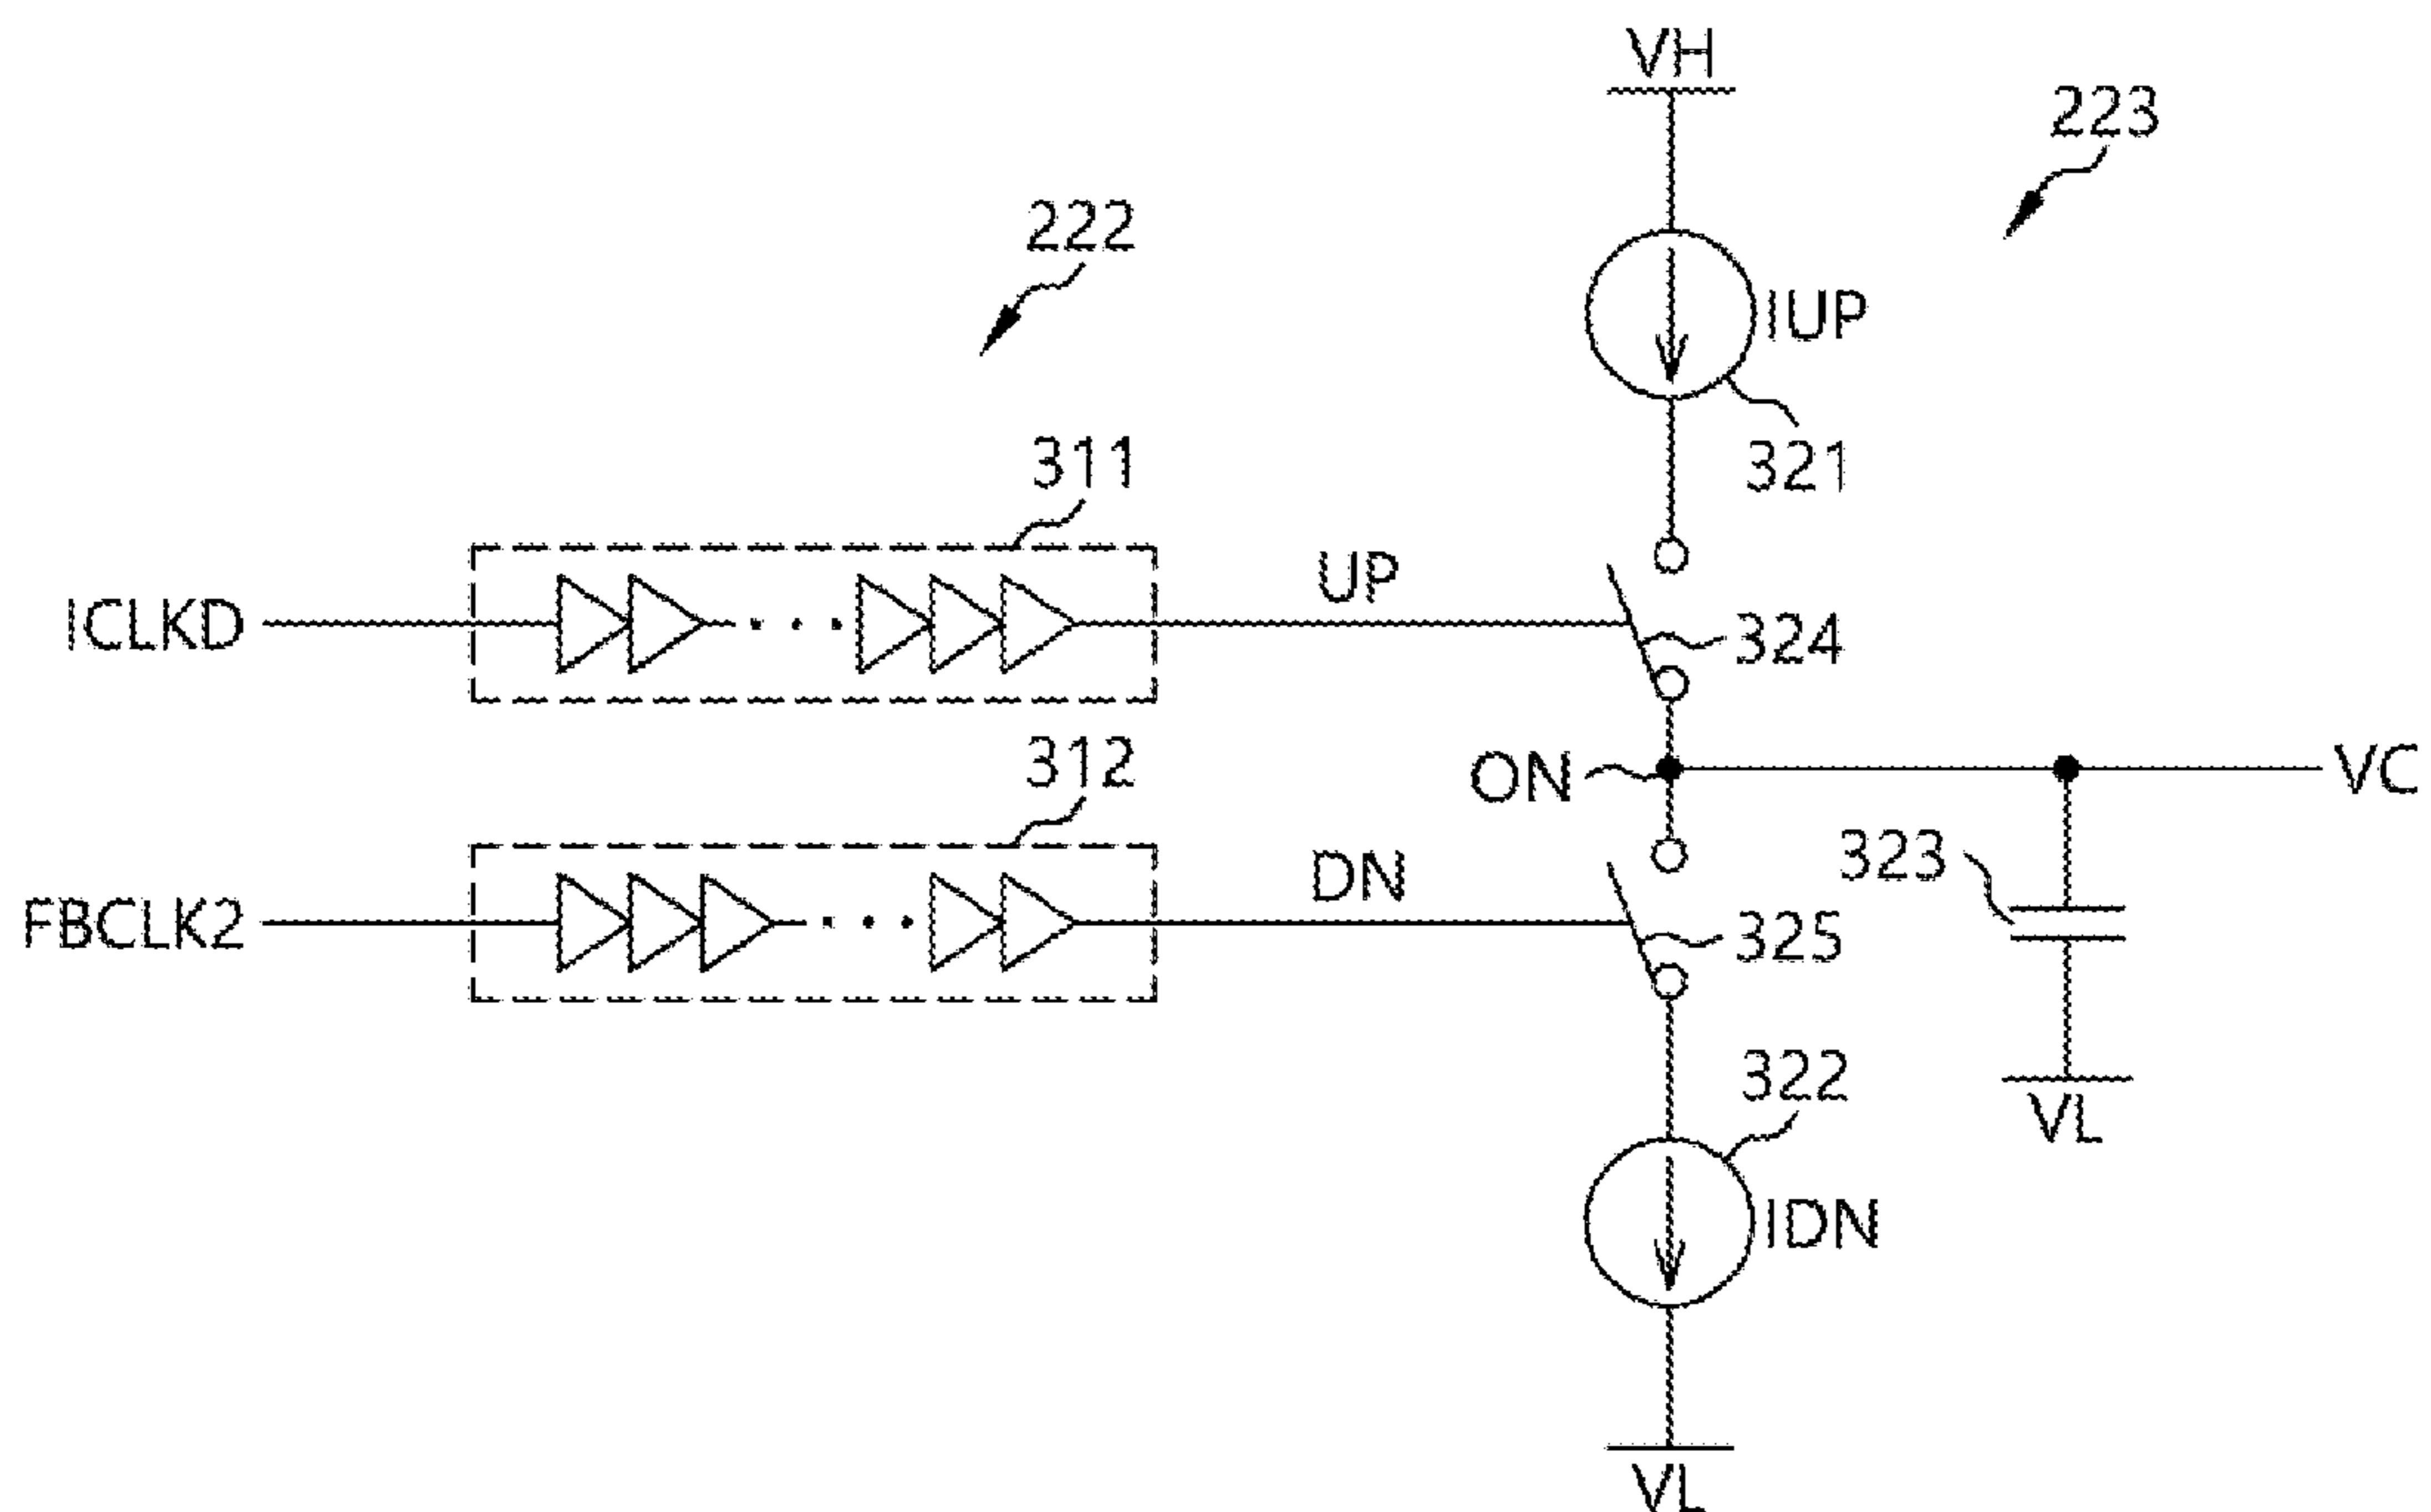 VH
223
222
IUP
311
321
UP
ICLKD
324
312
ON
VC
323
DN
FBCLK2
325
322
VL
IDN
VL